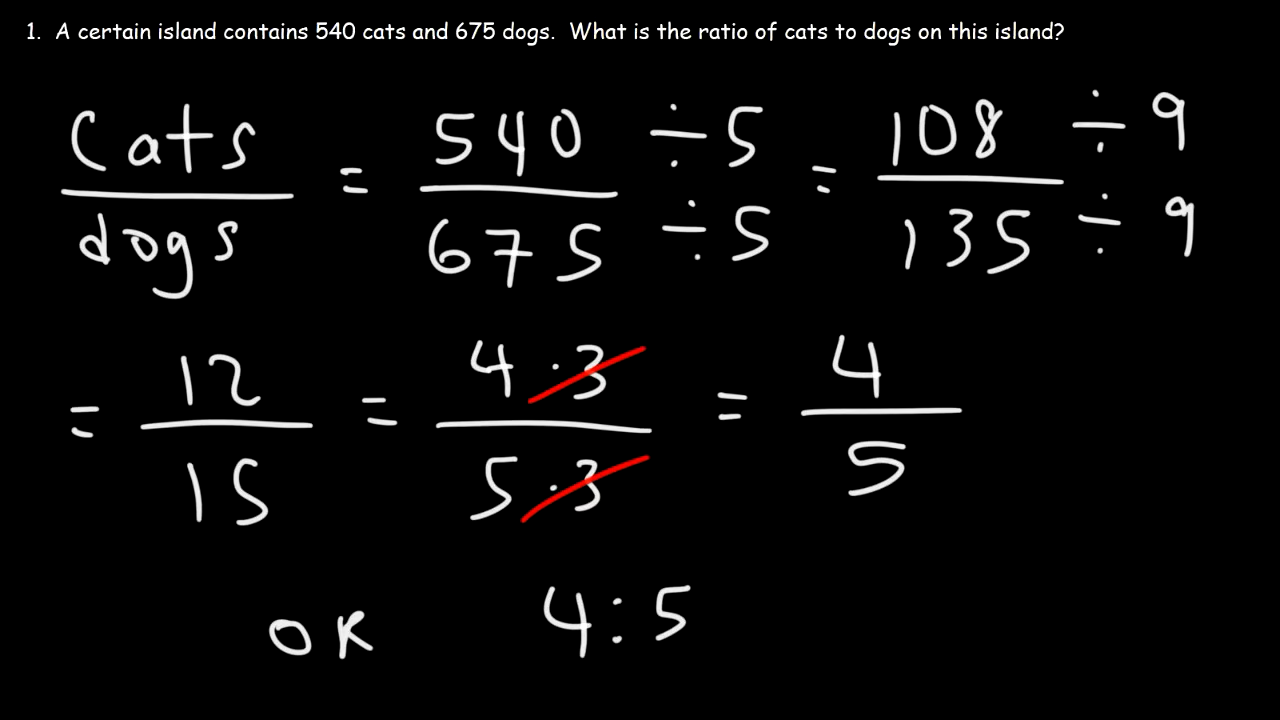 1. A certain island contains 540 cats and 675 dogs. What is the ratio of cats to dogs on this island?
Cats / dogs = 540 ÷5 / 675 ÷5 = 108 ÷ 9 / 135 ÷ 9
= 12 / 15 = 4 · 3 / 5 · 3 = 4 / 5
OR 4:5